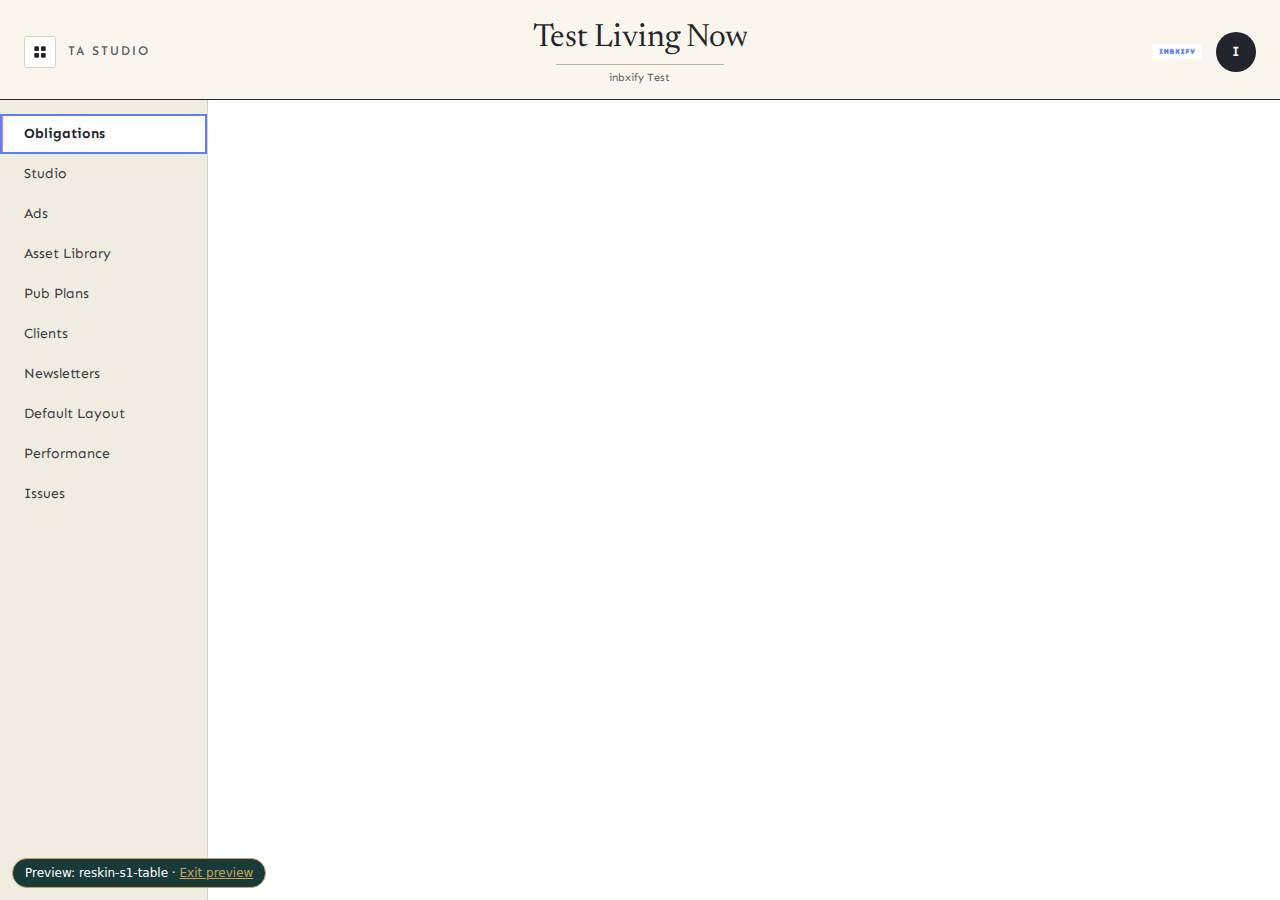 TA STUDIO
Test Living Now
inbxify Test
INBXIFY
I
Obligations
Studio
Ads
Asset Library
Pub Plans
Clients
Newsletters
Default Layout
Performance
Issues
Preview: reskin-s1-table · Exit preview